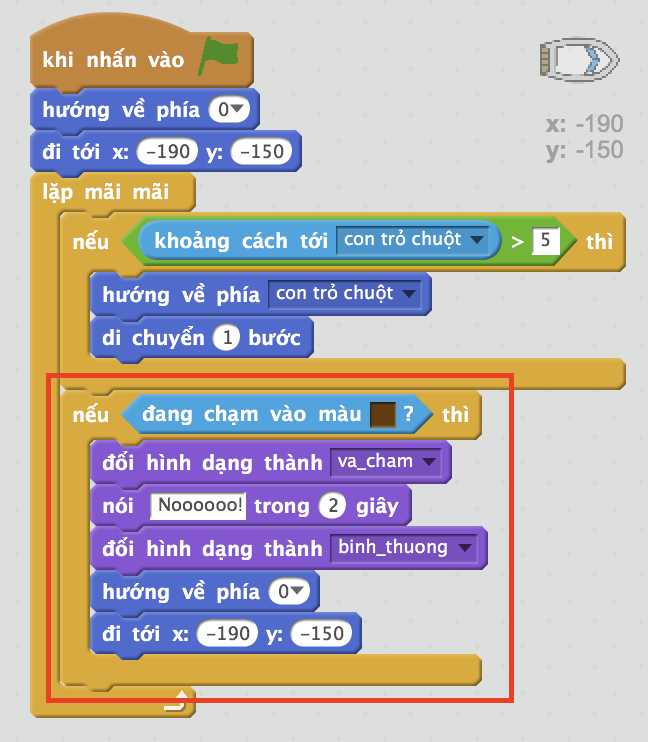 khi nhấn vào
hướng về phía 0
đi tới x: -190 y: -150
x: -190
y: -150
lặp mãi mãi
nếu khoảng cách tới con trỏ chuột > 5 thì
hướng về phía con trỏ chuột
di chuyển 1 bước
nếu đang chạm vào màu ? thì
đối hình dạng thành va_cham
nói Noooooo! trong 2 giây
đối hình dạng thành binh_thuong
hướng về phía 0
đi tới x: -190 y: -150